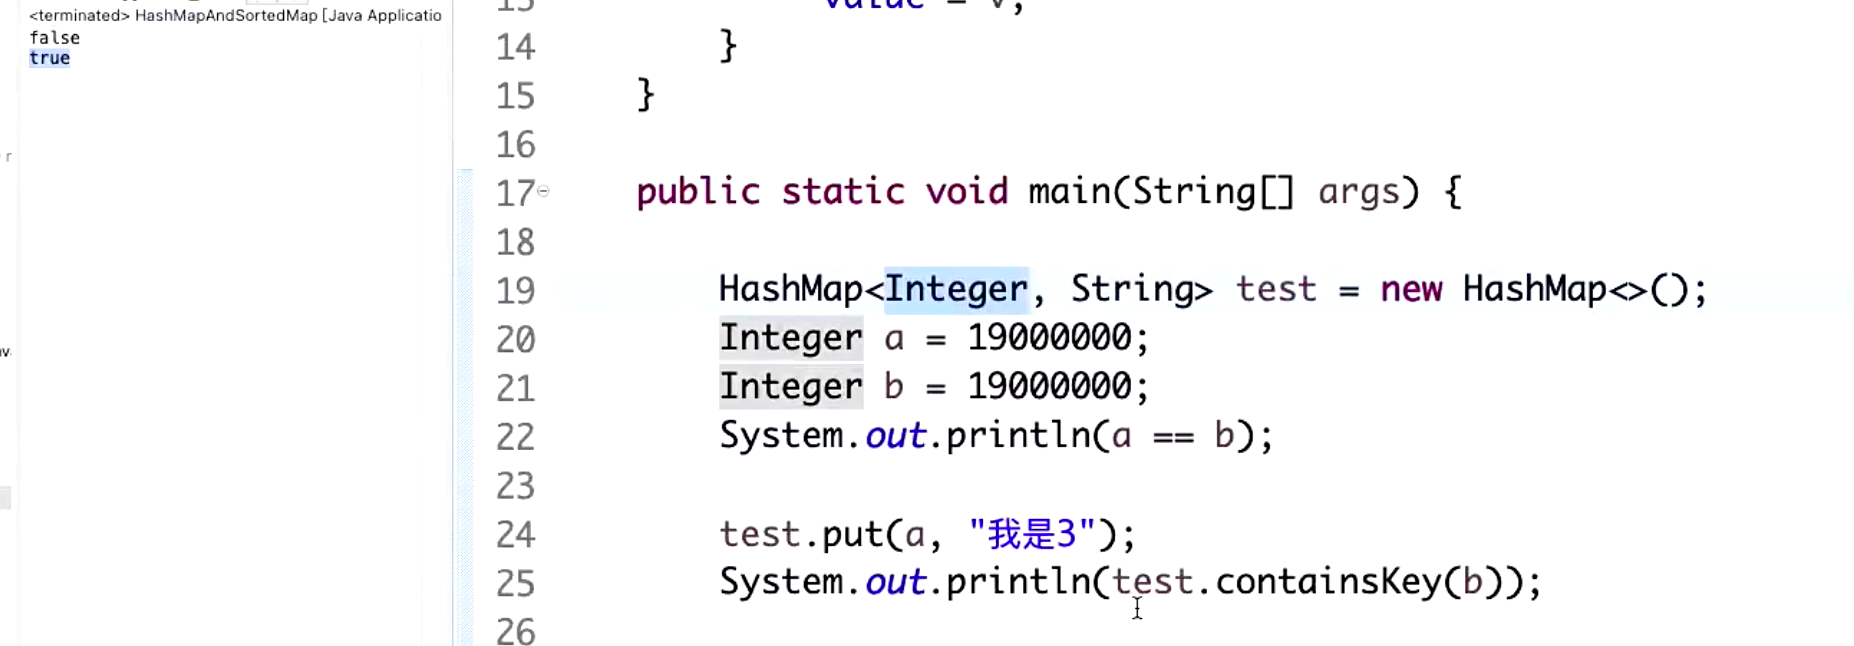 <terminated> HashMapAndSortedMap [Java Applicatio
false
true
value = v;
14 }
15 }
16
17 public static void main(String[] args) {
18
19 HashMap<Integer, String> test = new HashMap<>();
20 Integer a = 19000000;
21 Integer b = 19000000;
22 System.out.println(a == b);
23
24 test.put(a, "我是3");
25 System.out.println(test.containsKey(b));
26